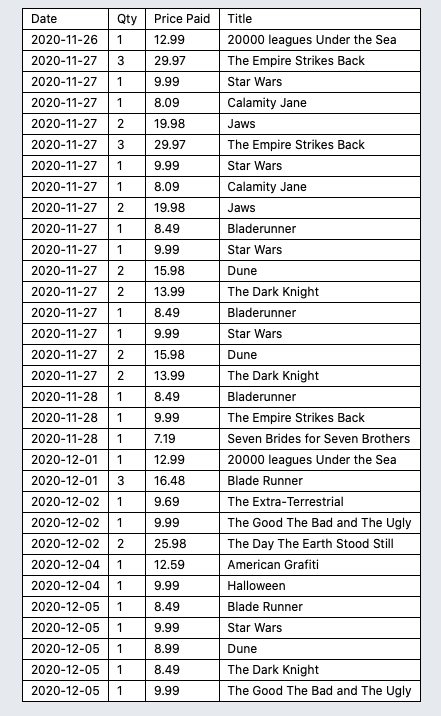 Date Qty Price Paid Title
2020-11-26 1 12.99 20000 leagues Under the Sea
2020-11-27 3 29.97 The Empire Strikes Back
2020-11-27 1 9.99 Star Wars
2020-11-27 1 8.09 Calamity Jane
2020-11-27 2 19.98 Jaws
2020-11-27 3 29.97 The Empire Strikes Back
2020-11-27 1 9.99 Star Wars
2020-11-27 1 8.09 Calamity Jane
2020-11-27 2 19.98 Jaws
2020-11-27 1 8.49 Bladerunner
2020-11-27 1 9.99 Star Wars
2020-11-27 2 15.98 Dune
2020-11-27 2 13.99 The Dark Knight
2020-11-27 1 8.49 Bladerunner
2020-11-27 1 9.99 Star Wars
2020-11-27 2 15.98 Dune
2020-11-27 2 13.99 The Dark Knight
2020-11-28 1 8.49 Bladerunner
2020-11-28 1 9.99 The Empire Strikes Back
2020-11-28 1 7.19 Seven Brides for Seven Brothers
2020-12-01 1 12.99 20000 leagues Under the Sea
2020-12-01 3 16.48 Blade Runner
2020-12-02 1 9.69 The Extra-Terrestrial
2020-12-02 1 9.99 The Good The Bad and The Ugly
2020-12-02 2 25.98 The Day The Earth Stood Still
2020-12-04 1 12.59 American Grafiti
2020-12-04 1 9.99 Halloween
2020-12-05 1 8.49 Blade Runner
2020-12-05 1 9.99 Star Wars
2020-12-05 1 8.99 Dune
2020-12-05 1 8.49 The Dark Knight
2020-12-05 1 9.99 The Good The Bad and The Ugly